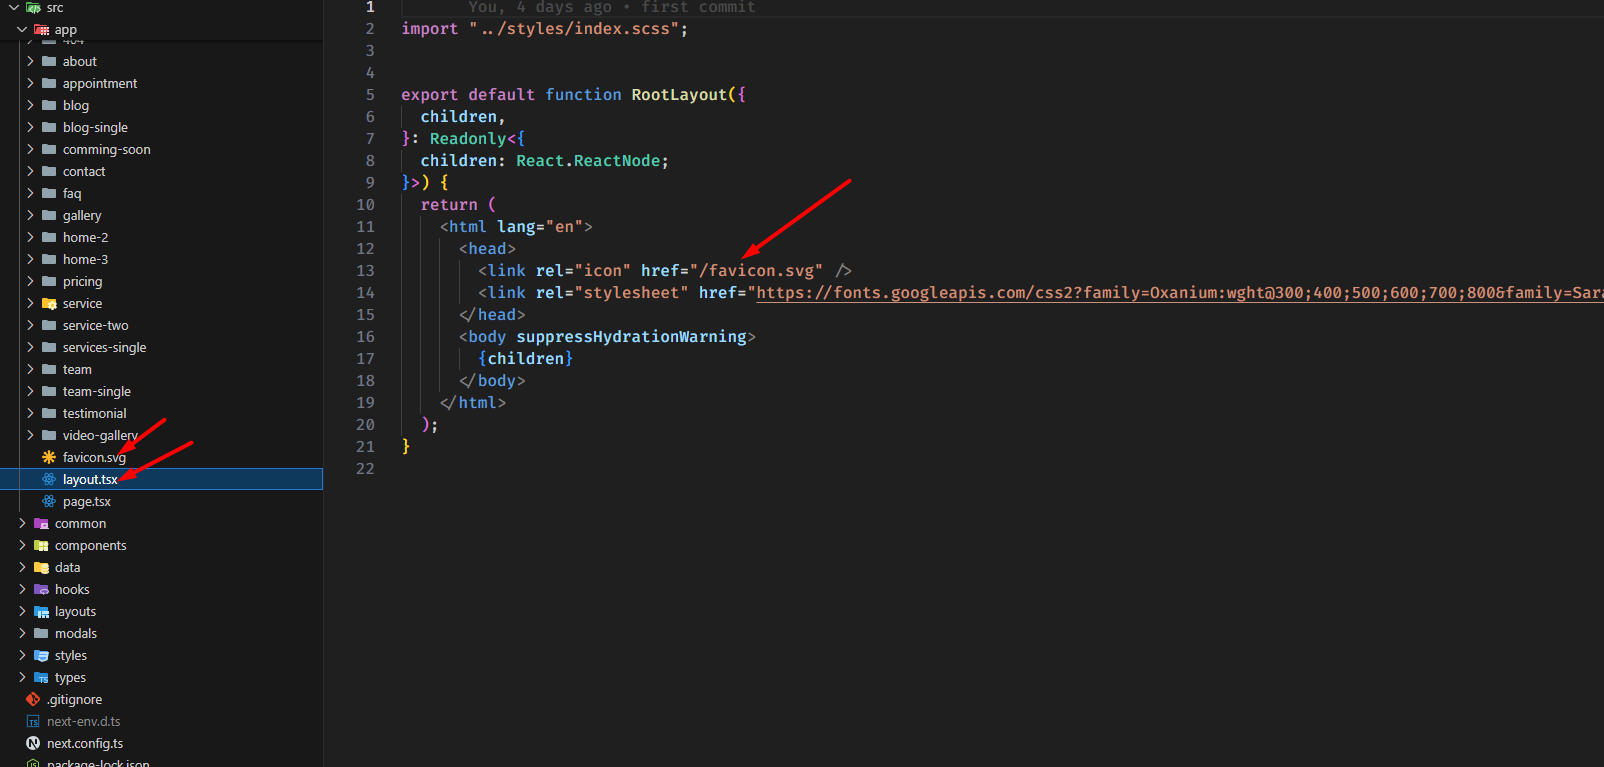 src
app
404
about
appointment
blog
blog-single
comming-soon
contact
faq
gallery
home-2
home-3
pricing
service
service-two
services-single
team
team-single
testimonial
video-gallery
favicon.svg
layout.tsx
page.tsx
common
components
data
hooks
layouts
modals
styles
types
.gitignore
next-env.d.ts
next.config.ts
package-lock.json
1 You, 4 days ago • first commit
2 import "../styles/index.scss";
3
4
5 export default function RootLayout({
6 children,
7 }: Readonly<{
8 children: React.ReactNode;
9 }>) {
10 return (
11 <html lang="en">
12 <head>
13 <link rel="icon" href="/favicon.svg" />
14 <link rel="stylesheet" href="https://fonts.googleapis.com/css2?family=Oxanium:wght@300;400;500;600;700;800&family=Sara
15 </head>
16 <body suppressHydrationWarning>
17 {children}
18 </body>
19 </html>
20 );
21 }
22